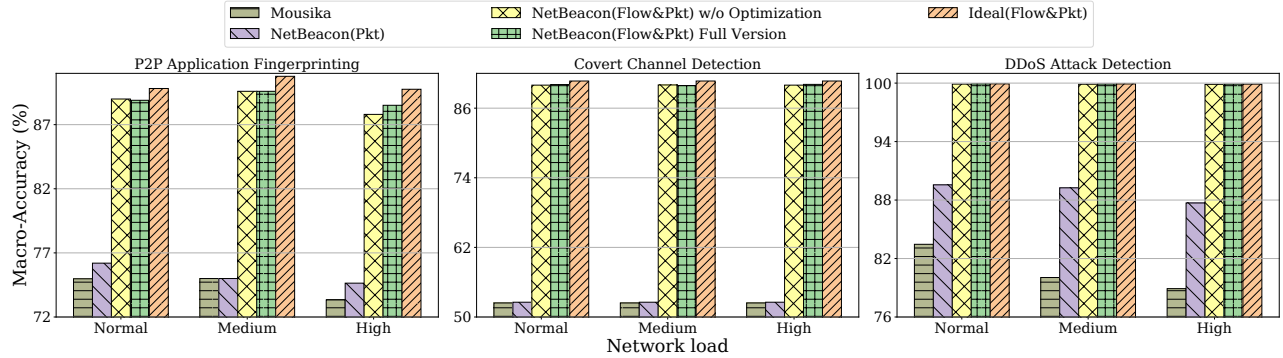 Mousika
NetBeacon(Pkt)
NetBeacon(Flow&Pkt) w/o Optimization
NetBeacon(Flow&Pkt) Full Version
Ideal(Flow&Pkt)
Macro-Accuracy (%)
P2P Application Fingerprinting
87
82
77
72
Normal Medium High
Covert Channel Detection
86
74
62
50
Normal Medium High
DDoS Attack Detection
100
94
88
82
76
Normal Medium High
Network load